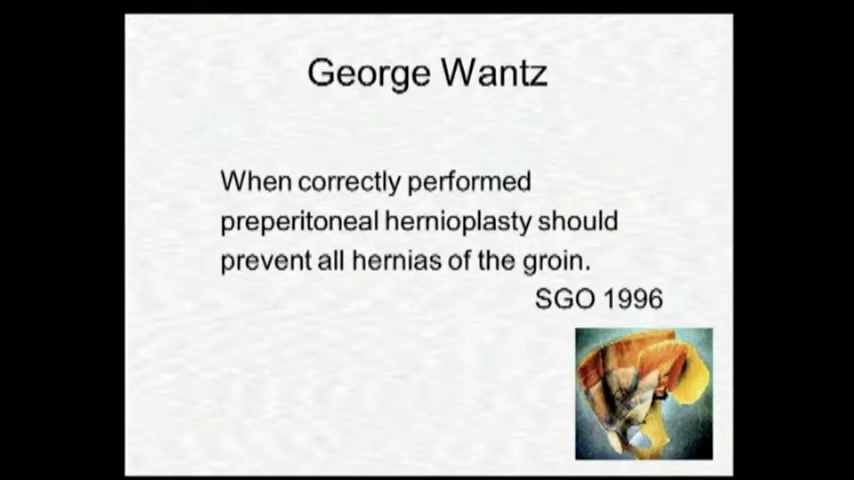 George Wantz
When correctly performed
preperitoneal hernioplasty should
prevent all hernias of the groin.
SGO 1996